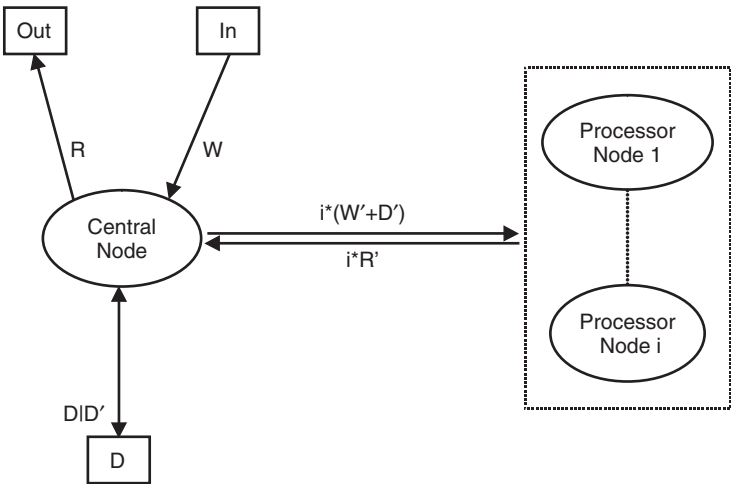 Out
In
R
W
Processor
Node 1
Central
Node
i*(W′+D′)
i*R’
Processor
Node i
D|D′
D